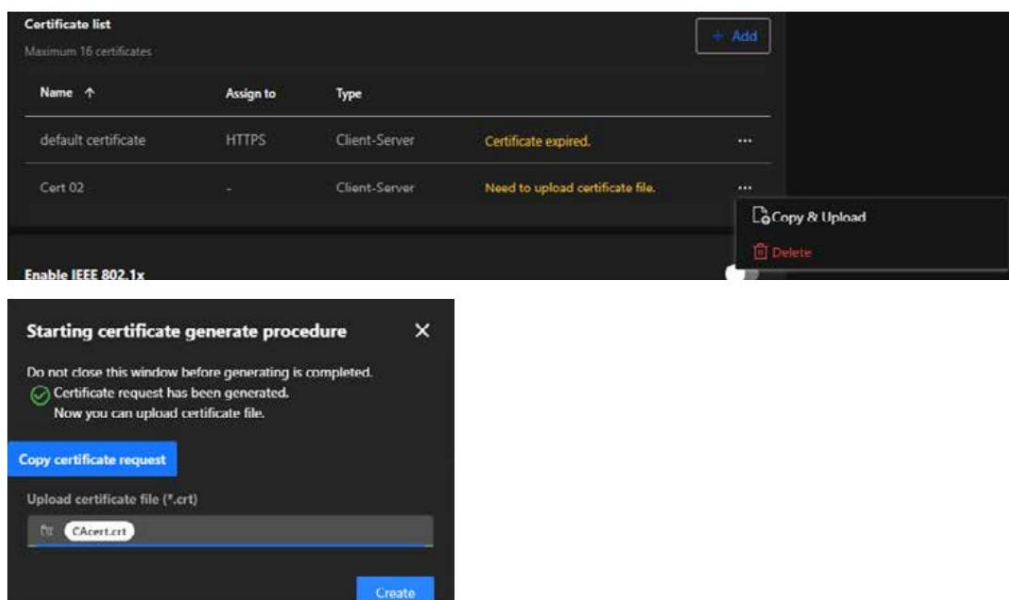 Certificate list
Maximum 16 certificates
+ Add
Name ↑ Assign to Type
default certificate HTTPS Client-Server Certificate expired. ...
Cert 02 - Client-Server Need to upload certificate file. ...
Copy & Upload
Delete
Enable IEEE 802.1x
Starting certificate generate procedure ×
Do not close this window before generating is completed.
Certificate request has been generated.
Now you can upload certificate file.
Copy certificate request
Upload certificate file (*.crt)
CAcert.crt
Create